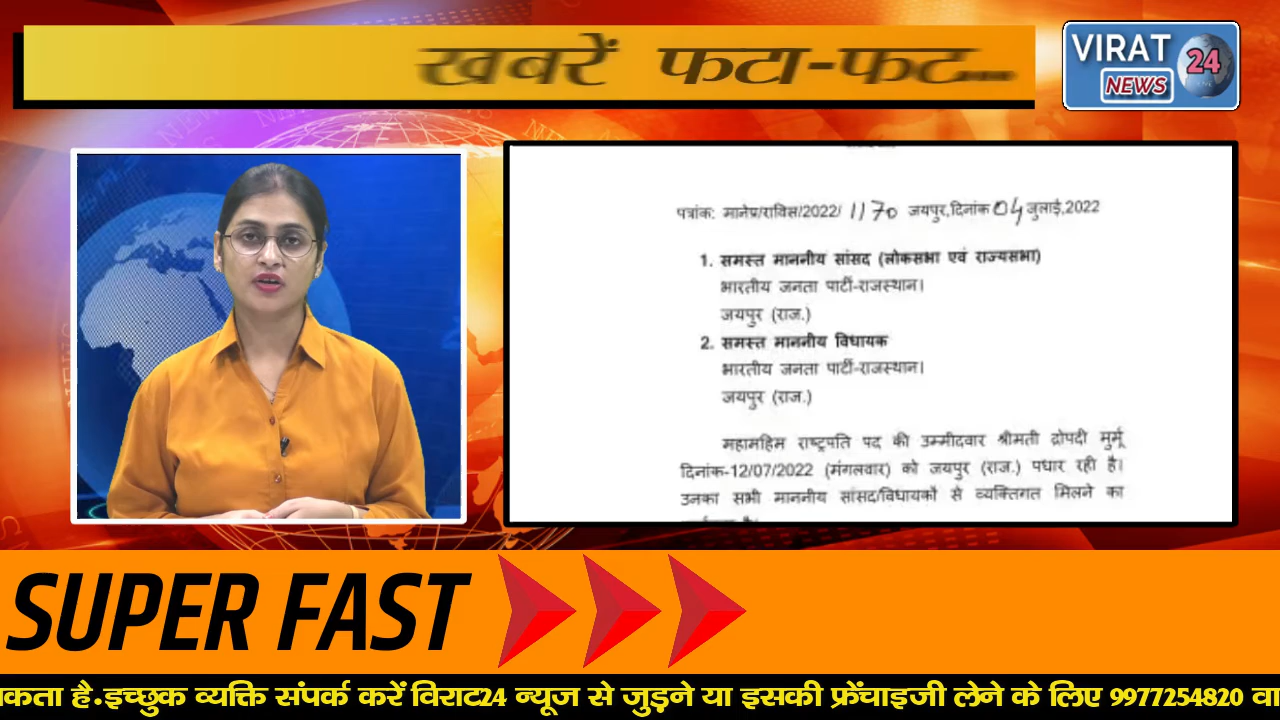 खबरें फटा-फट...
VIRAT
24
NEWS
पत्रांक: मानेप्र/राविस/2022/ 1170 जयपुर,दिनांक 04 जुलाई,2022
1. समस्त माननीय सांसद (लोकसभा एवं राज्यसभा)
भारतीय जनता पार्टी-राजस्थान।
जयपुर (राज.)
2. समस्त माननीय विधायक
भारतीय जनता पार्टी-राजस्थान।
जयपुर (राज.)
महामहिम राष्ट्रपति पद की उम्मीदवार श्रीमती द्रोपदी मुर्मू
दिनांक-12/07/2022 (मंगलवार) को जयपुर (राज.) पधार रही है।
उनका सभी माननीय सांसद/विधायकों से व्यक्तिगत मिलने का
SUPER FAST
कता है.इच्छुक व्यक्ति संपर्क करें विराट24 न्यूज से जुड़ने या इसकी फ्रेंचाइजी लेने के लिए 9977254820 वा